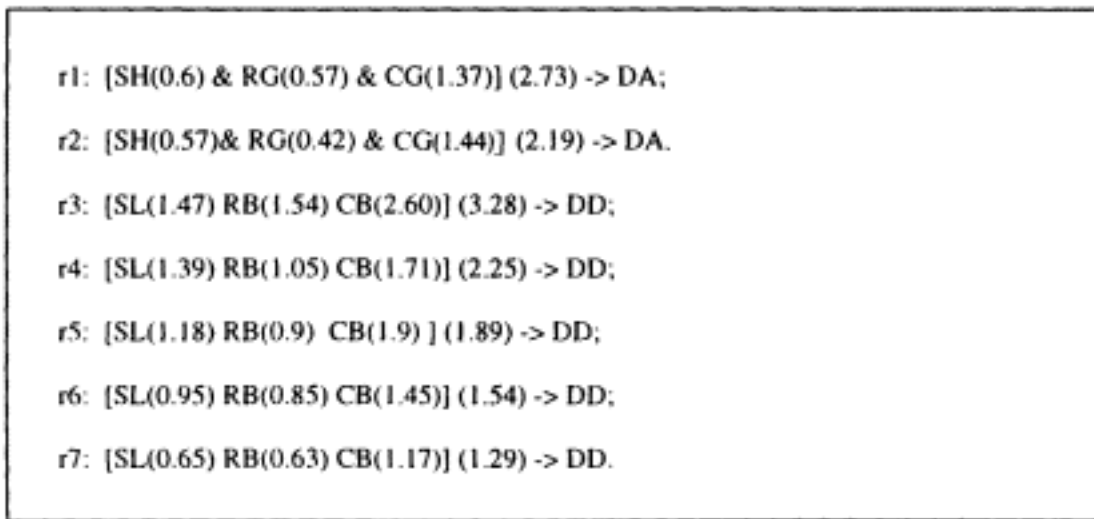 r1: [SH(0.6) & RG(0.57) & CG(1.37)] (2.73) -> DA;
r2: [SH(0.57)& RG(0.42) & CG(1.44)] (2.19) -> DA.
r3: [SL(1.47) RB(1.54) CB(2.60)] (3.28) -> DD;
r4: [SL(1.39) RB(1.05) CB(1.71)] (2.25) -> DD;
r5: [SL(1.18) RB(0.9) CB(1.9) ] (1.89) -> DD;
r6: [SL(0.95) RB(0.85) CB(1.45)] (1.54) -> DD;
r7: [SL(0.65) RB(0.63) CB(1.17)] (1.29) -> DD.